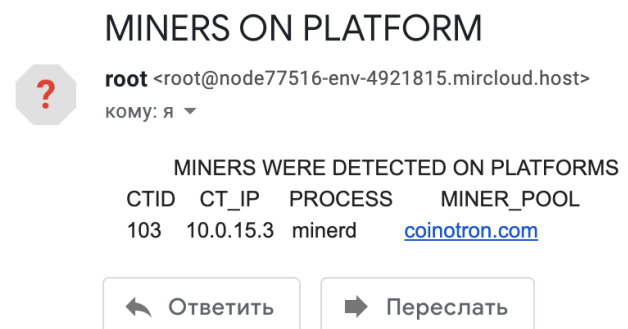 MINERS ON PLATFORM
?
root <root@node77516-env-4921815.mircloud.host>
кому: я
MINERS WERE DETECTED ON PLATFORMS
CTID CT_IP PROCESS MINER_POOL
103 10.0.15.3 minerd coinotron.com
Ответить Переслать